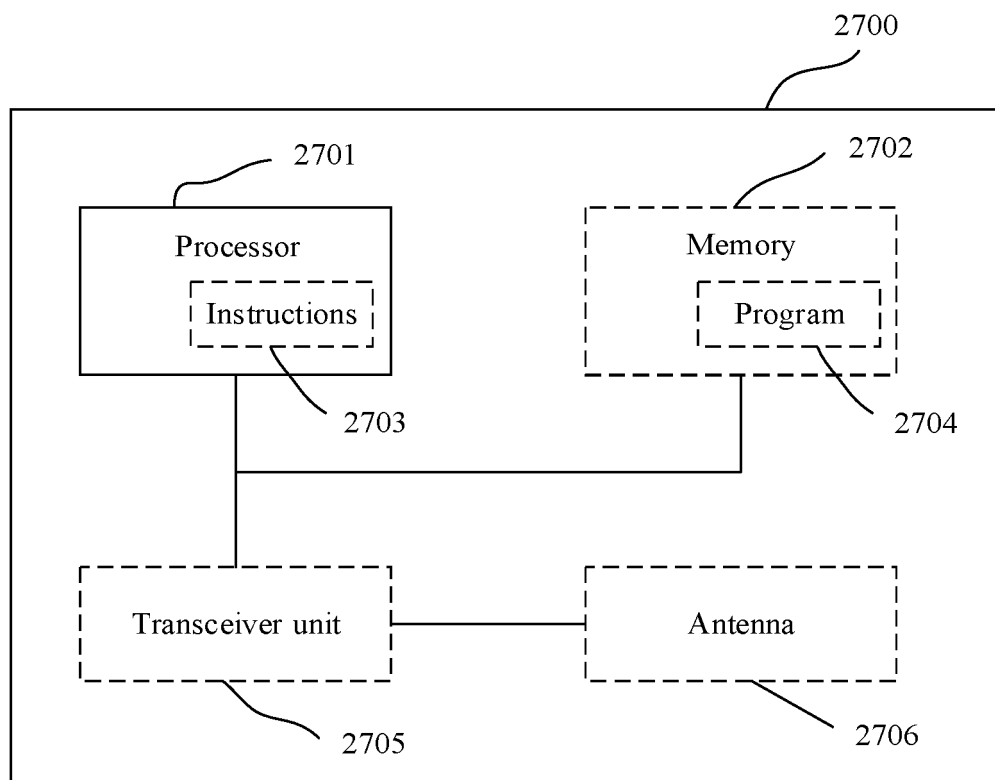 2700
2701
2702
Processor
Memory
Instructions
Program
2703
2704
Transceiver unit
Antenna
2705
2706